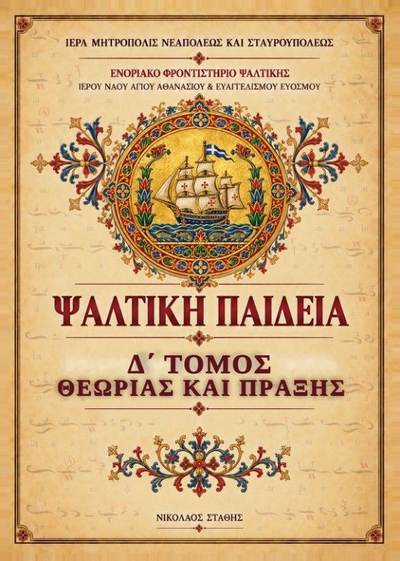 ΙΕΡΑ ΜΗΤΡΟΠΟΛΙΣ ΝΕΑΠΟΛΕΩΣ ΚΑΙ ΣΤΑΥΡΟΥΠΟΛΕΩΣ
ΕΝΟΡΙΑΚΟ ΦΡΟΝΤΙΣΤΗΡΙΟ ΨΑΛΤΙΚΗΣ
ΙΕΡΟΥ ΝΑΟΥ ΑΓΙΟΥ ΑΘΑΝΑΣΙΟΥ & ΕΥΑΓΓΕΛΙΣΜΟΥ ΕΥΟΣΜΟΥ
ΨΑΛΤΙΚΗ ΠΑΙΔΕΙΑ
Δ΄ ΤΟΜΟΣ
ΘΕΩΡΙΑΣ ΚΑΙ ΠΡΑΞΗΣ
ΝΙΚΟΛΑΟΣ ΣΤΑΘΗΣ